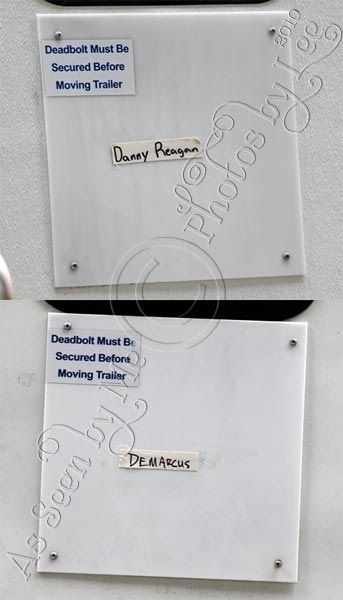 Deadbolt Must Be
Secured Before
Moving Trailer
Danny Reagan
Photos by Lee 2010
©
Deadbolt Must Be
Secured Before
Moving Trailer
DEMARCUS
As Seen by Me